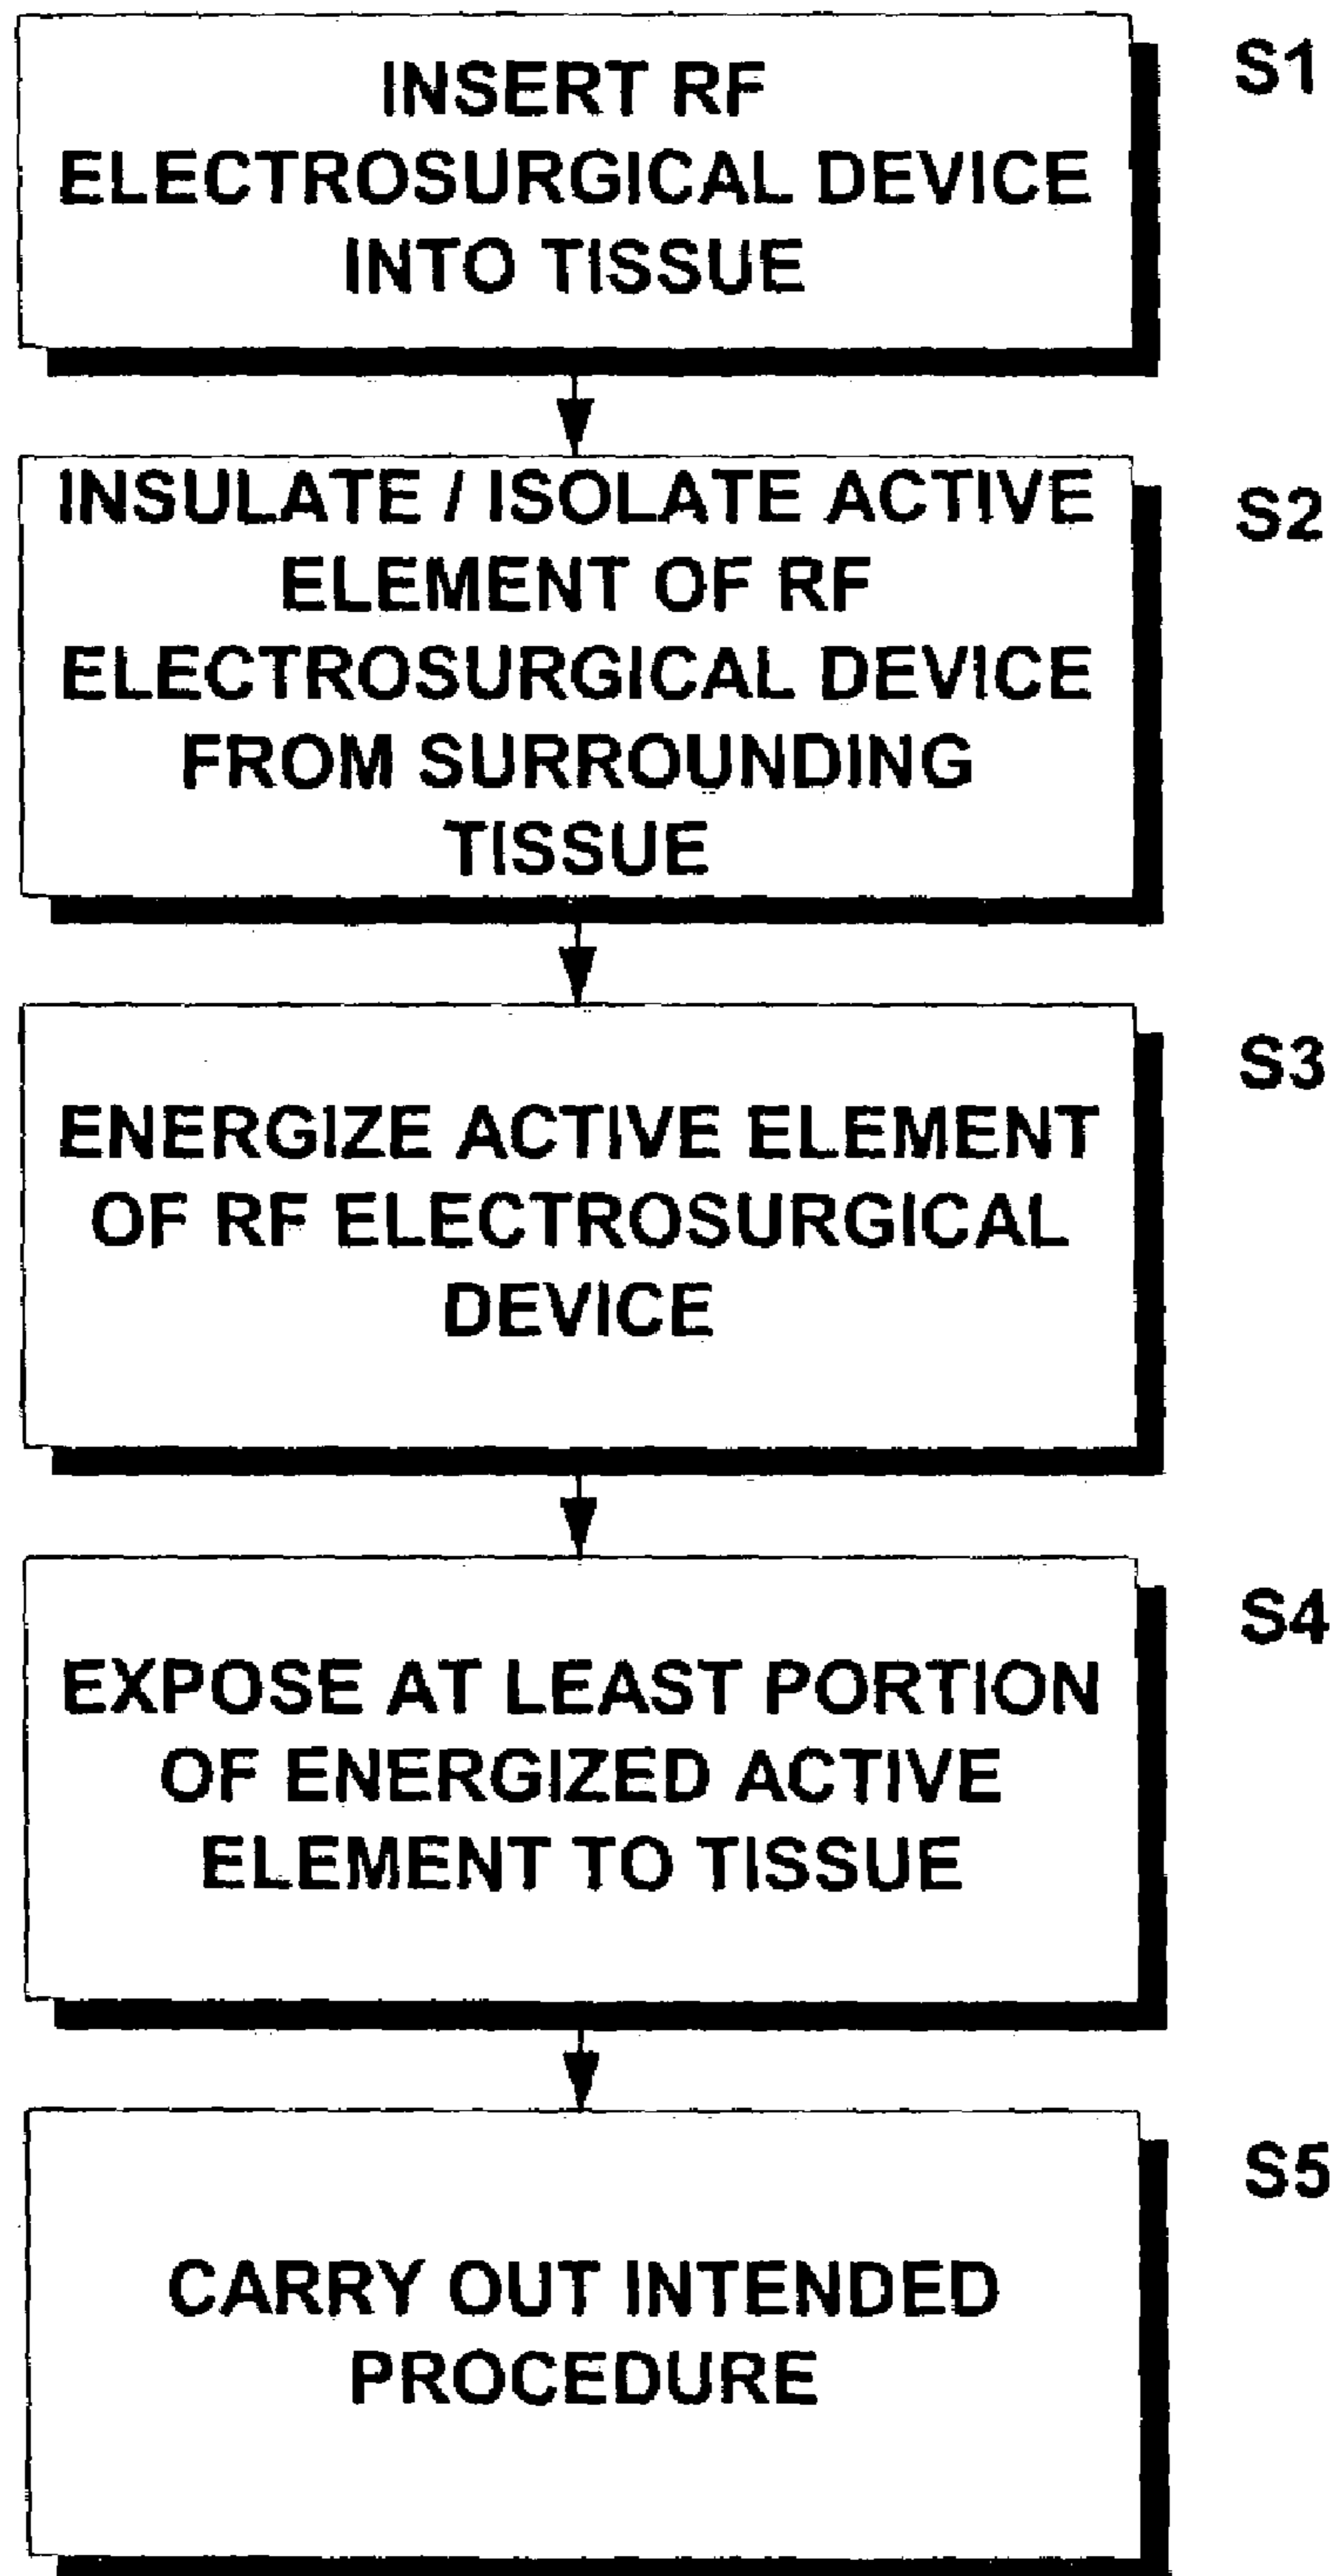 INSERT RF
ELECTROSURGICAL DEVICE
INTO TISSUE
S1
INSULATE / ISOLATE ACTIVE
ELEMENT OF RF
ELECTROSURGICAL DEVICE
FROM SURROUNDING
TISSUE
S2
ENERGIZE ACTIVE ELEMENT
OF RF ELECTROSURGICAL
DEVICE
S3
EXPOSE AT LEAST PORTION
OF ENERGIZED ACTIVE
ELEMENT TO TISSUE
S4
CARRY OUT INTENDED
PROCEDURE
S5